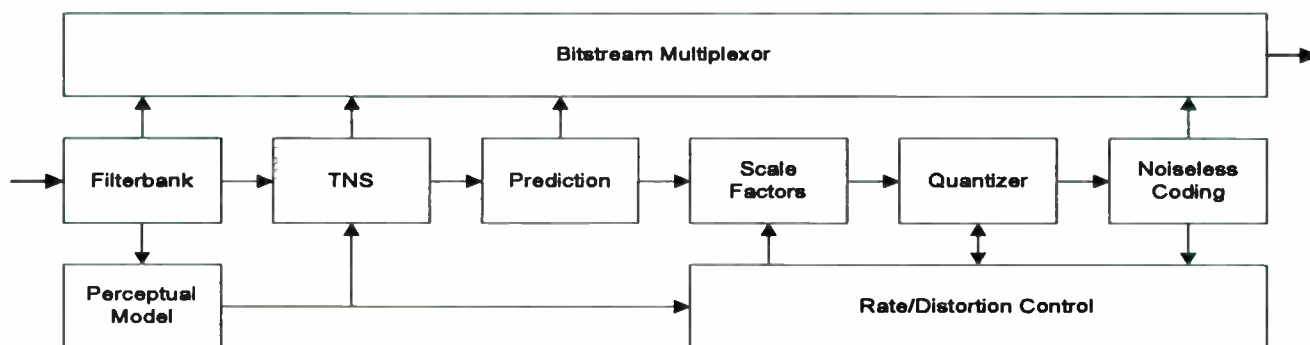 Bitstream Multiplexor
Filterbank
TNS
Prediction
Scale
Factors
Quantizer
Noiseless
Coding
Perceptual
Model
Rate/Distortion Control